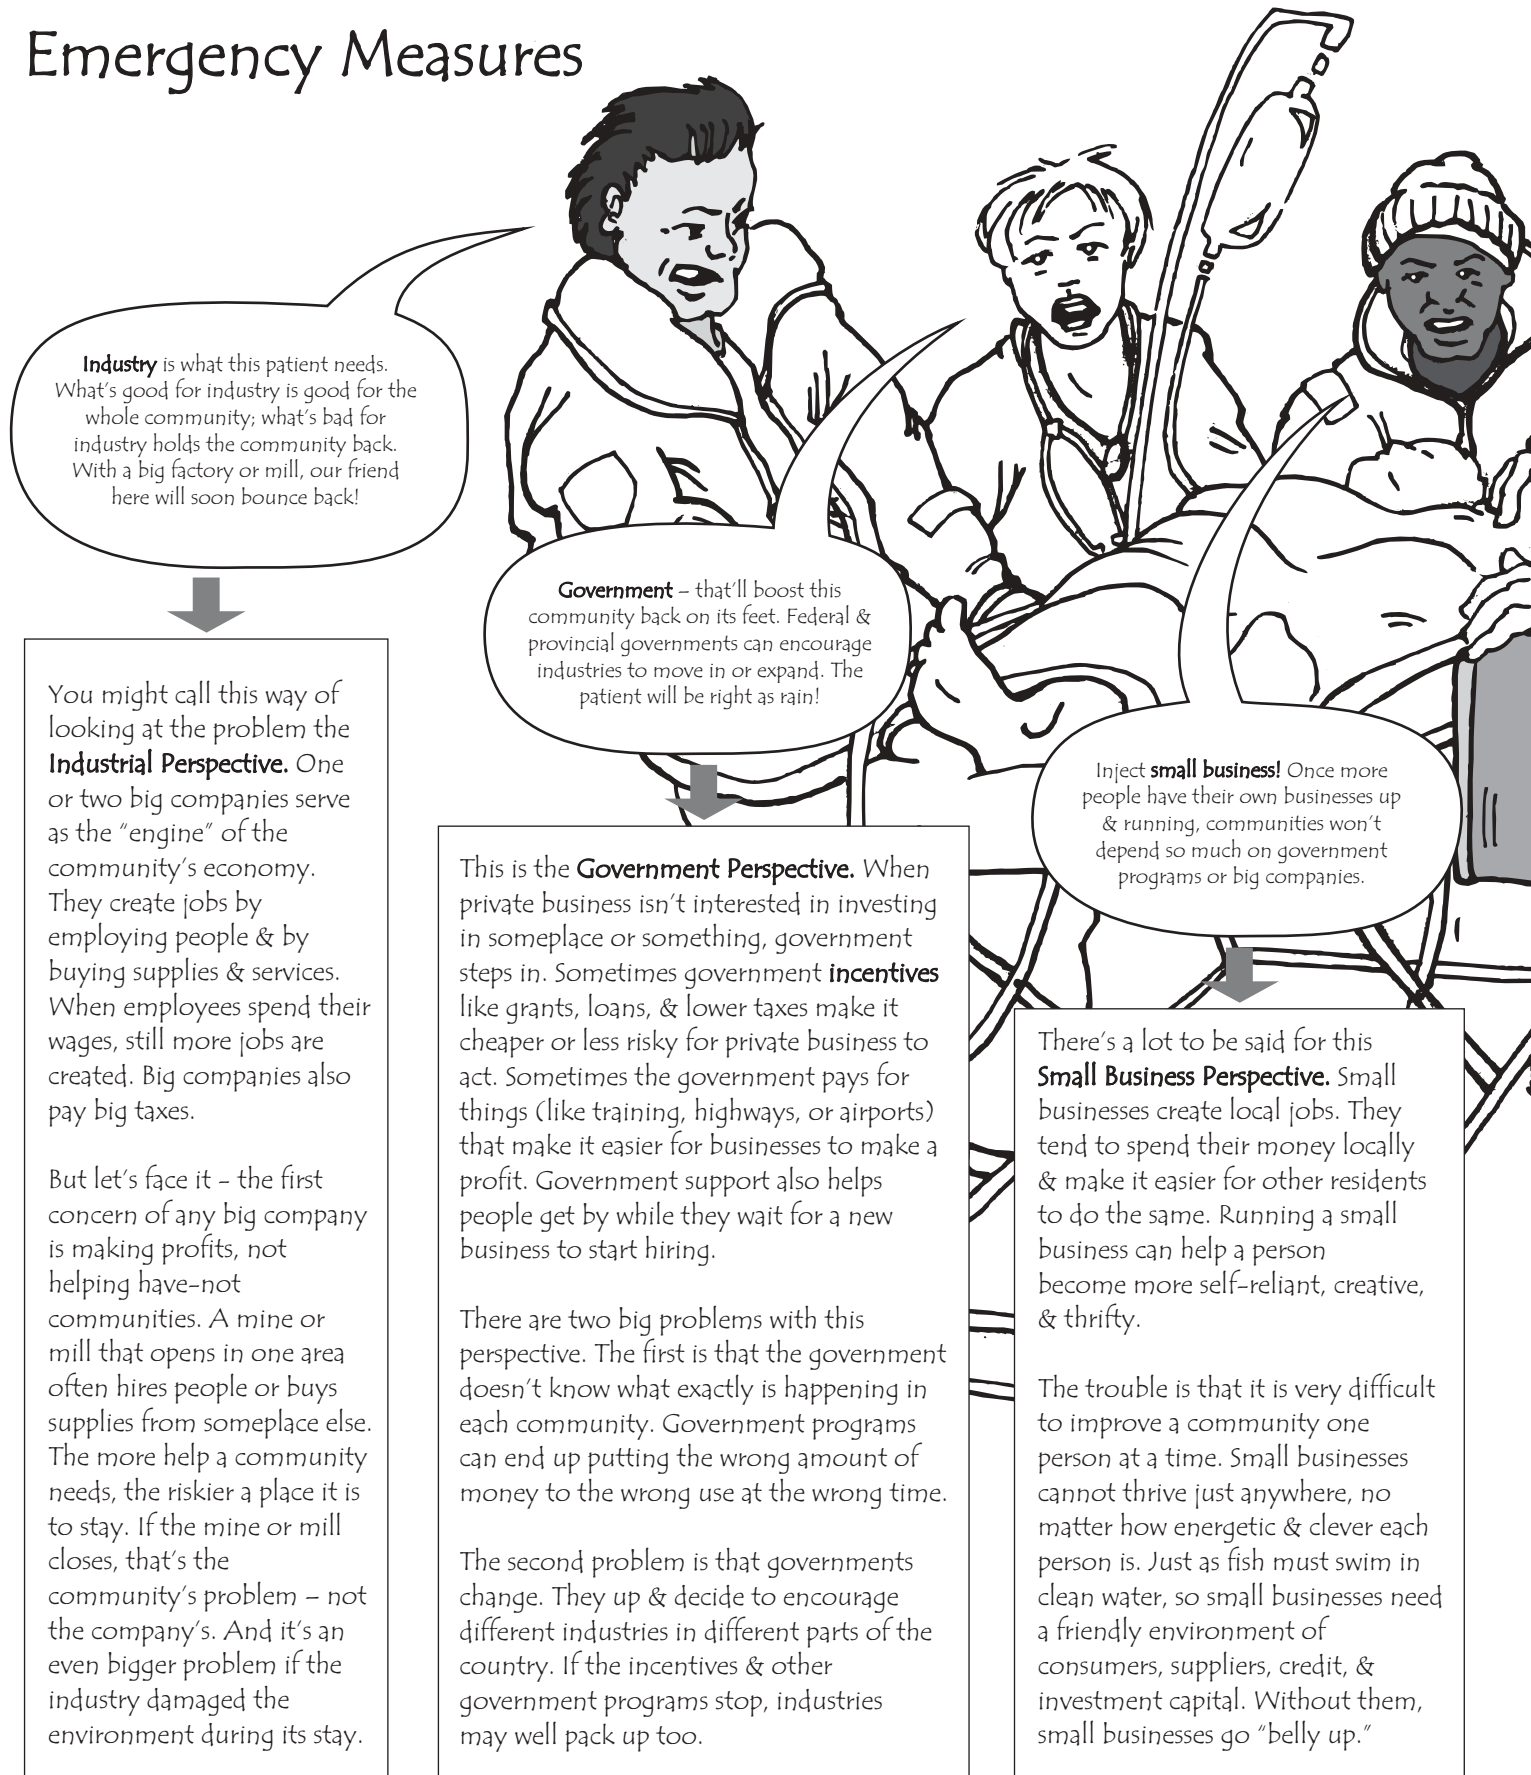 Emergency Measures
Industry is what this patient needs.
What's good for industry is good for the
whole community; what's bad for
industry holds the community back.
With a big factory or mill, our friend
here will soon bounce back!
You might call this way of
looking at the problem the
Industrial Perspective. One
or two big companies serve
as the "engine" of the
community's economy.
They create jobs by
employing people & by
buying supplies & services.
When employees spend their
wages, still more jobs are
created. Big companies also
pay big taxes.
But let's face it - the first
concern of any big company
is making profits, not
helping have-not
communities. A mine or
mill that opens in one area
often hires people or buys
supplies from someplace else.
The more help a community
needs, the riskier a place it is
to stay. If the mine or mill
closes, that's the
community's problem – not
the company's. And it's an
even bigger problem if the
industry damaged the
environment during its stay.
Government – that'll boost this
community back on its feet. Federal &
provincial governments can encourage
industries to move in or expand. The
patient will be right as rain!
This is the Government Perspective. When
private business isn't interested in investing
in someplace or something, government
steps in. Sometimes government incentives
like grants, loans, & lower taxes make it
cheaper or less risky for private business to
act. Sometimes the government pays for
things (like training, highways, or airports)
that make it easier for businesses to make a
profit. Government support also helps
people get by while they wait for a new
business to start hiring.
There are two big problems with this
perspective. The first is that the government
doesn't know what exactly is happening in
each community. Government programs
can end up putting the wrong amount of
money to the wrong use at the wrong time.
The second problem is that governments
change. They up & decide to encourage
different industries in different parts of the
country. If the incentives & other
government programs stop, industries
may well pack up too.
Inject small business! Once more
people have their own businesses up
& running, communities won't
depend so much on government
programs or big companies.
There's a lot to be said for this
Small Business Perspective. Small
businesses create local jobs. They
tend to spend their money locally
& make it easier for other residents
to do the same. Running a small
business can help a person
become more self-reliant, creative,
& thrifty.
The trouble is that it is very difficult
to improve a community one
person at a time. Small businesses
cannot thrive just anywhere, no
matter how energetic & clever each
person is. Just as fish must swim in
clean water, so small businesses need
a friendly environment of
consumers, suppliers, credit, &
investment capital. Without them,
small businesses go "belly up."